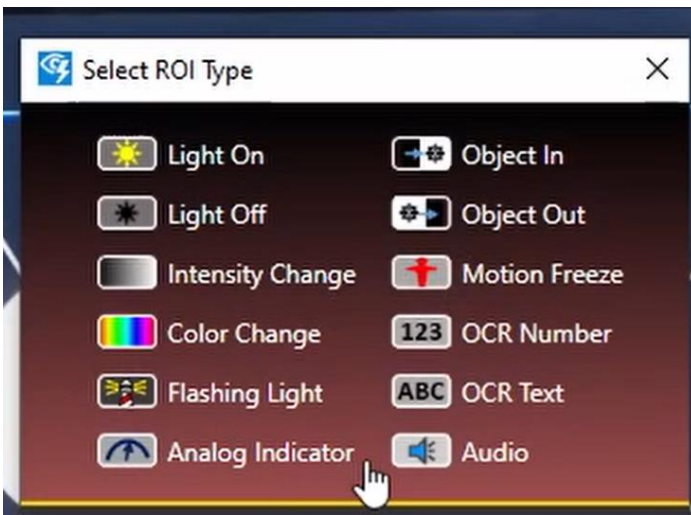 Select ROI Type
Light On
Object In
Light Off
Object Out
Intensity Change
Motion Freeze
Color Change
123 OCR Number
Flashing Light
ABC OCR Text
Analog Indicator
Audio